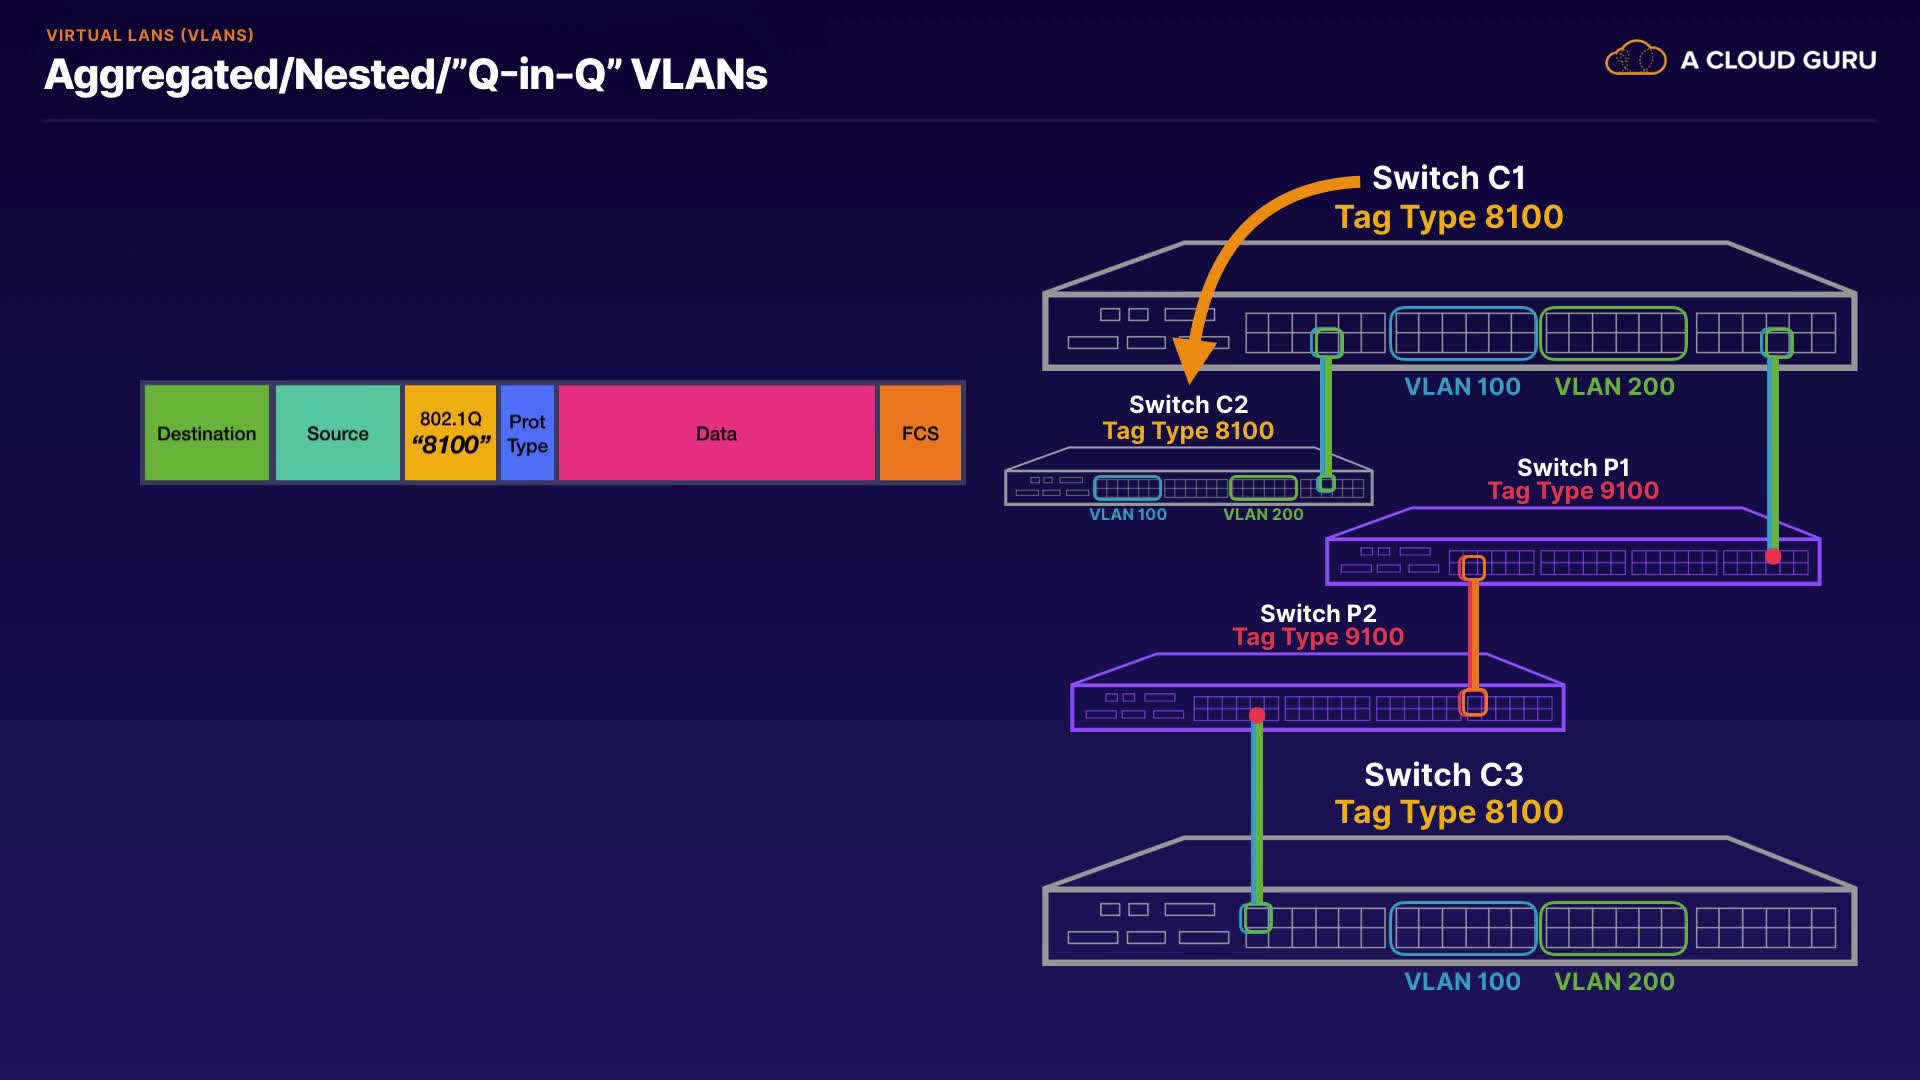 VIRTUAL LANS (VLANS)
Aggregated/Nested/”Q-in-Q” VLANs
A CLOUD GURU
Switch C1
Tag Type 8100
VLAN 100
VLAN 200
Destination
Source
802.1Q
“8100”
Prot
Type
Data
FCS
Switch C2
Tag Type 8100
VLAN 100
VLAN 200
Switch P1
Tag Type 9100
Switch P2
Tag Type 9100
Switch C3
Tag Type 8100
VLAN 100
VLAN 200